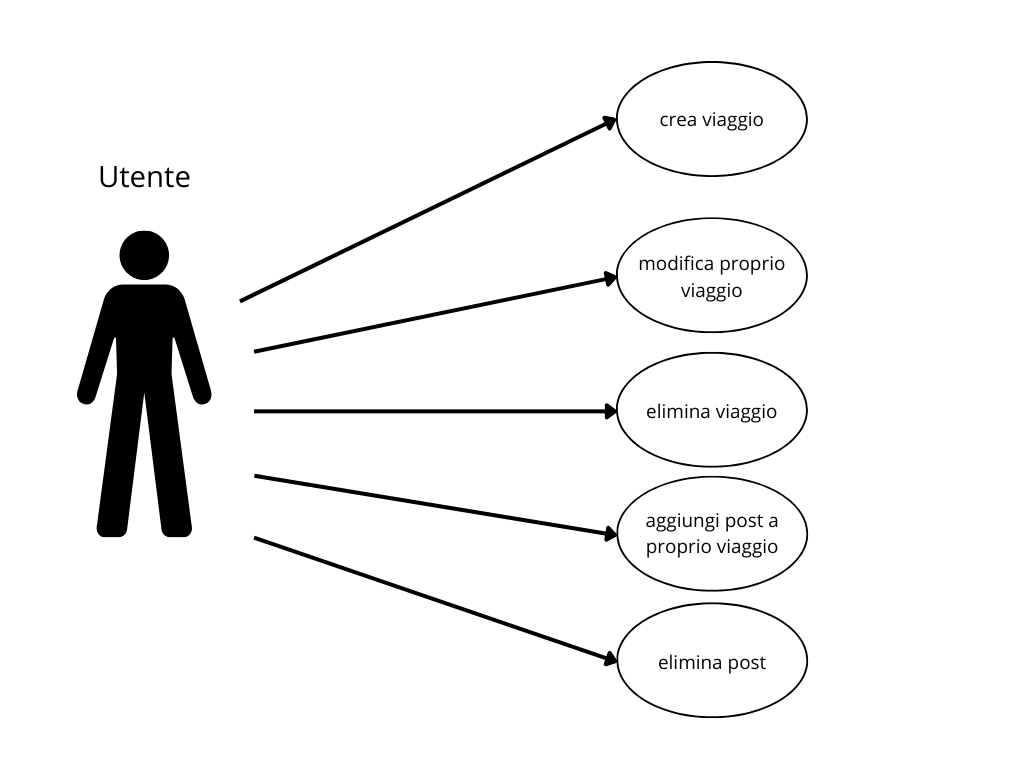 Utente
crea viaggio
modifica proprio
viaggio
elimina viaggio
aggiungi post a
proprio viaggio
elimina post